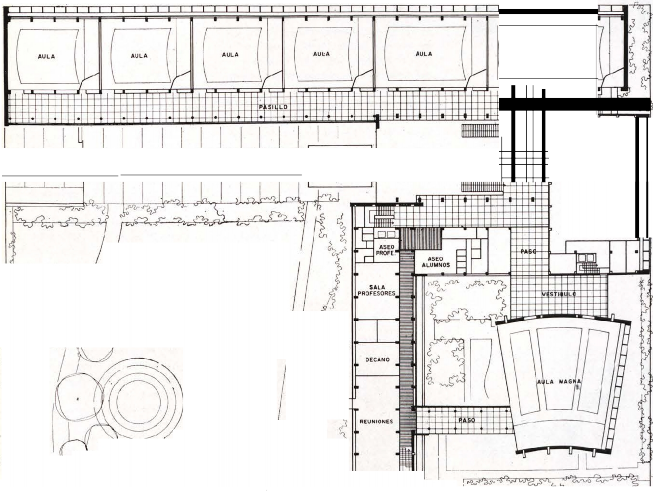 AULA
AULA
AULA
AULA
AULA
PASILLO
ASEO
PROFE.
ASEO
ALUMNOS
PASO
SALA
PROFESORES
VESTIBULO
DECANO
AULA MAGNA
REUNIONES
PASO